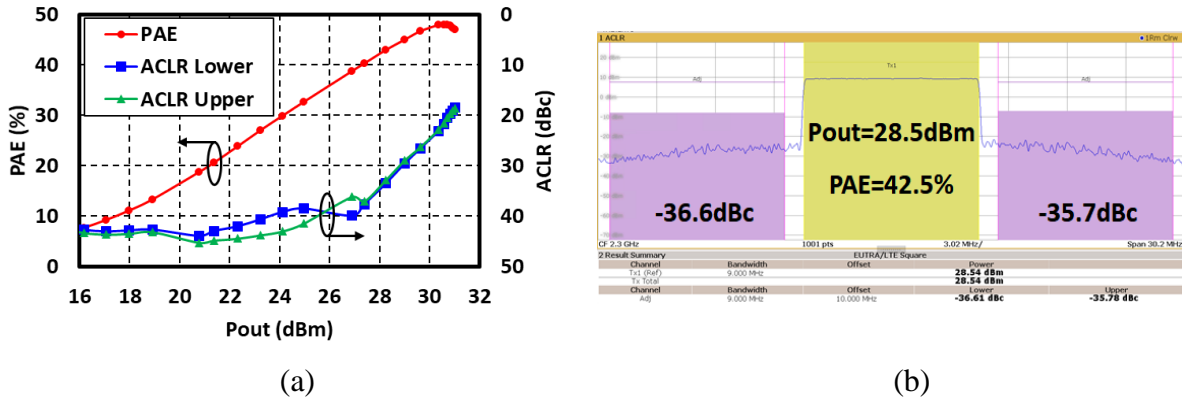 50
40
30
20
10
0
PAE (%)
PAE
ACLR Lower
ACLR Upper
0
10
20
30
40
50
ACLR (dBc)
16 18 20 22 24 26 28 30 32
Pout (dBm)
(a)
1 ACLR
1Rm Clrw
Tx1
Adj
Adj
Pout=28.5dBm
PAE=42.5%
-36.6dBc
-35.7dBc
CF 2.3 GHz 1001 pts 3.02 MHz/ Span 30.2 MHz
2 Result Summary EUTRA/LTE Square
Channel Bandwidth Offset Power
Tx1 (Ref) 9.000 MHz 28.54 dBm
Tx Total 28.54 dBm
Channel Bandwidth Offset Lower Upper
Adj 9.000 MHz 10.000 MHz -36.61 dBc -35.78 dBc
(b)